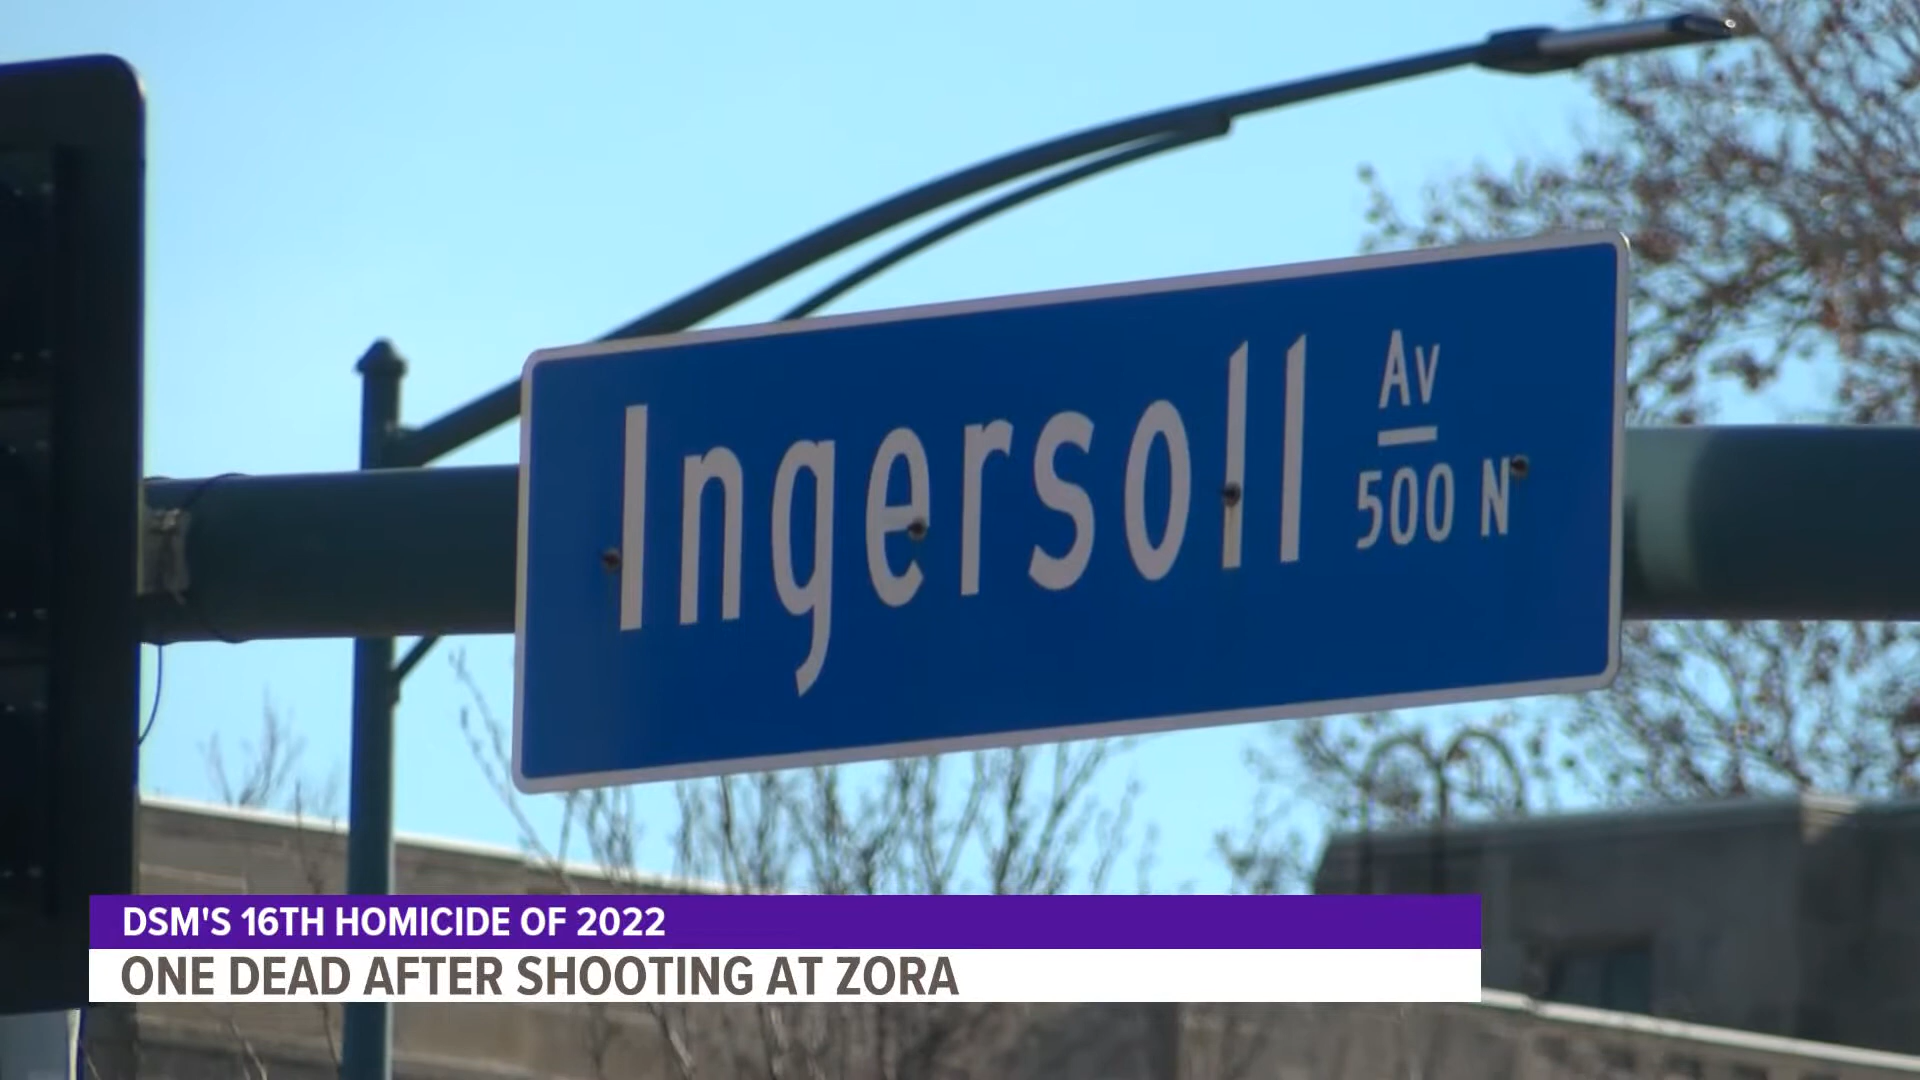 Ingersoll Av
500 N
DSM'S 16TH HOMICIDE OF 2022
ONE DEAD AFTER SHOOTING AT ZORA